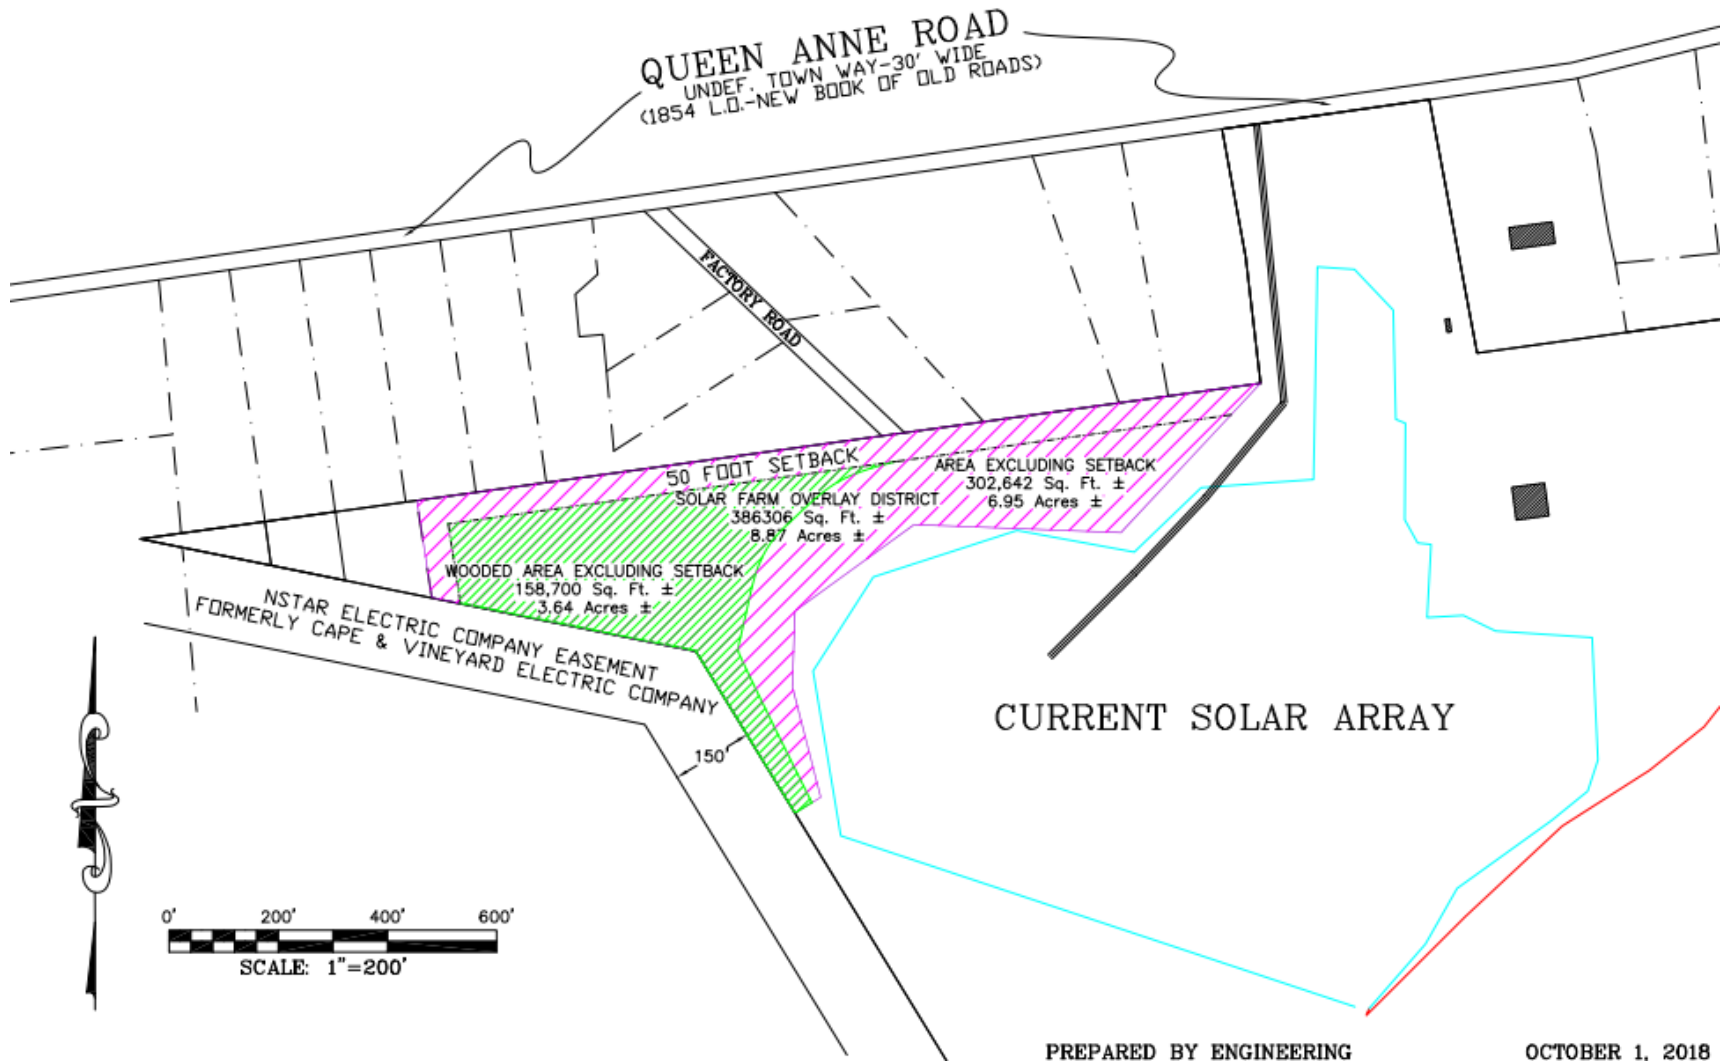 QUEEN ANNE ROAD
UNDEF. TOWN WAY-30' WIDE
(1854 L.O.-NEW BOOK OF OLD ROADS)
FACTORY ROAD
50 FOOT SETBACK
AREA EXCLUDING SETBACK
302,642 Sq. Ft. ±
6.95 Acres ±
SOLAR FARM OVERLAY DISTRICT
386306 Sq. Ft. ±
8.87 Acres ±
WOODED AREA EXCLUDING SETBACK
158,700 Sq. Ft. ±
3.64 Acres ±
NSTAR ELECTRIC COMPANY EASEMENT
FORMERLY CAPE & VINEYARD ELECTRIC COMPANY
150'
CURRENT SOLAR ARRAY
0' 200' 400' 600'
SCALE: 1"=200'
PREPARED BY ENGINEERING OCTOBER 1, 2018